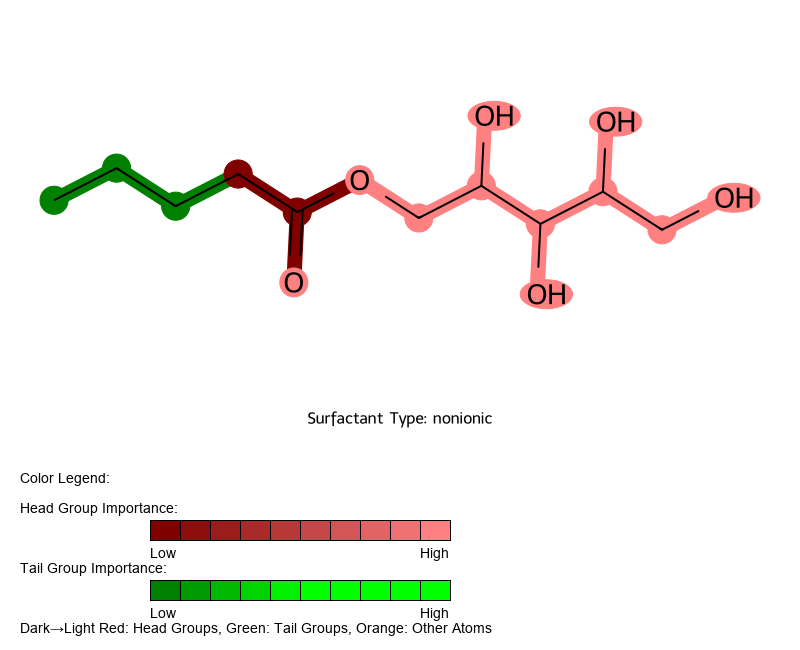 OH
OH
O
OH
O
OH
Surfactant Type: nonionic
Color Legend:
Head Group Importance:
Low High
Tail Group Importance:
Low High
Dark→Light Red: Head Groups, Green: Tail Groups, Orange: Other Atoms